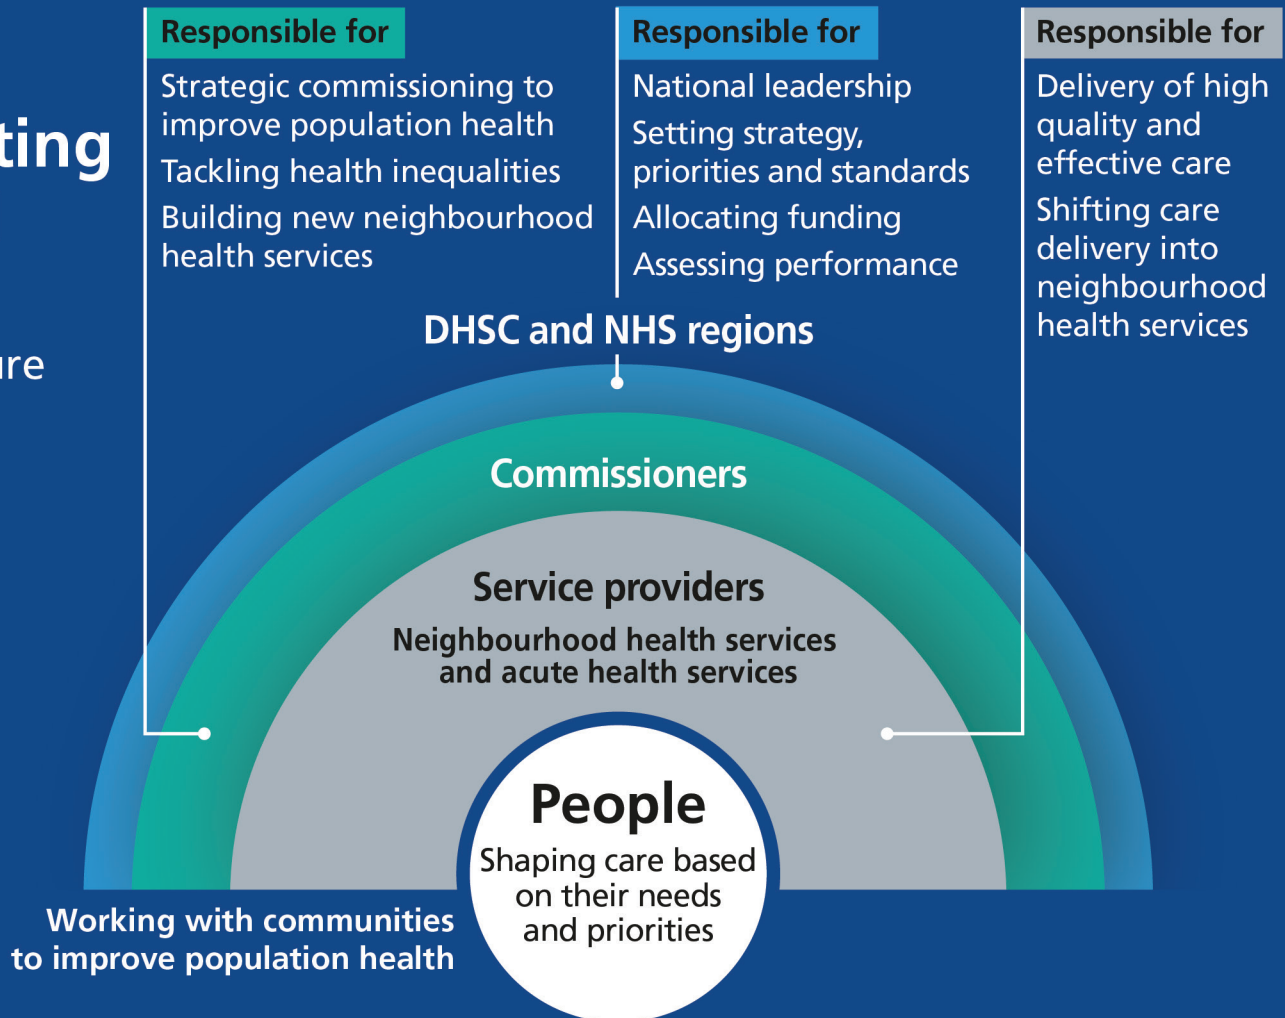 Responsible for
Strategic commissioning to
improve population health
Tackling health inequalities
Building new neighbourhood
health services
Responsible for
National leadership
Setting strategy,
priorities and standards
Allocating funding
Assessing performance
Responsible for
Delivery of high
quality and
effective care
Shifting care
delivery into
neighbourhood
health services
DHSC and NHS regions
Commissioners
Service providers
Neighbourhood health services
and acute health services
People
Shaping care based
on their needs
and priorities
Working with communities
to improve population health